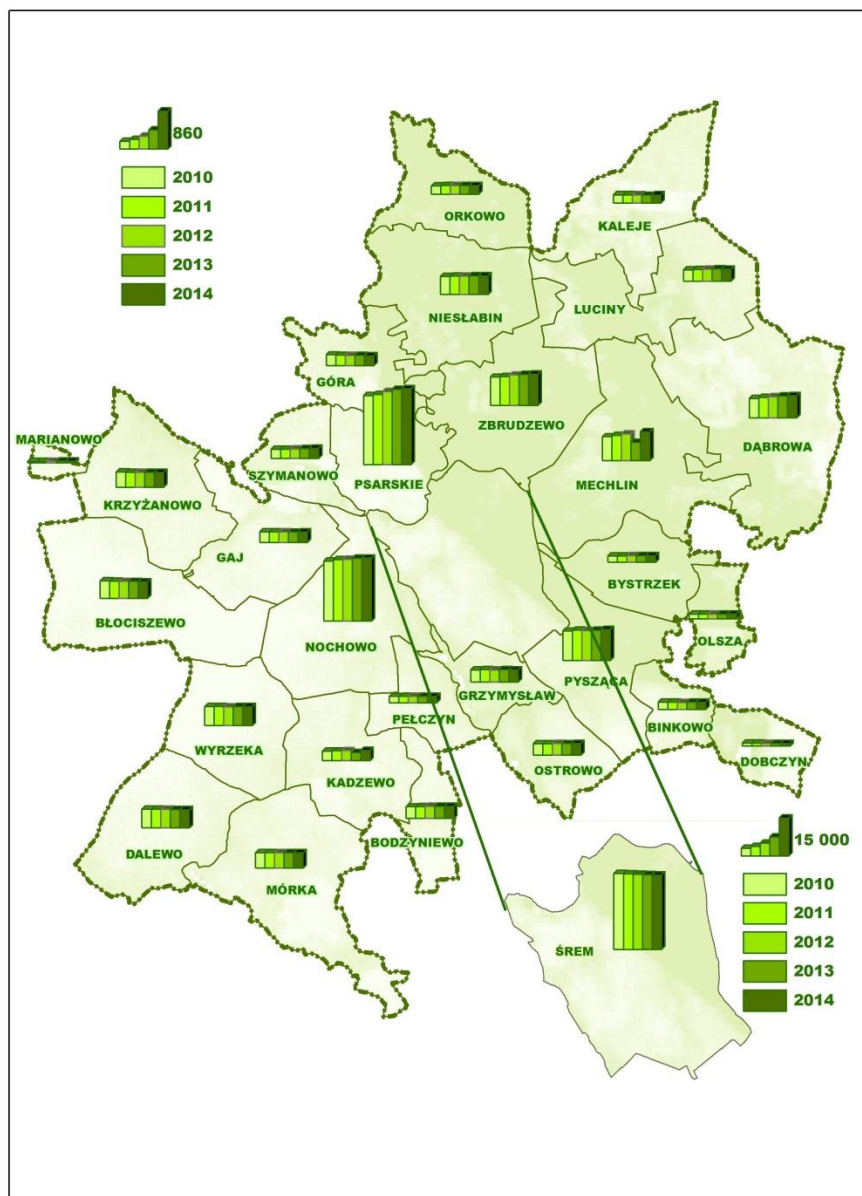 860
2010
2011
2012
2013
2014
ORKOWO
KALEJE
NIESŁABIN
LUCINY
GÓRA
ZBRUDZEWO
DĄBROWA
MARIANOWO
SZYMANOWO
PSARSKIE
MECHLIN
KRZYŻANOWO
GAJ
BYSTRZEK
BŁOCISZEWO
NOCHOWO
OLSZA
PYSZĄCA
GRZYMYSŁAW
PEŁCZYN
BINKOWO
WYRZEKA
OSTROWO
DOBCZYN
KADZEWO
DALEWO
BODZYNIEWO
MÓRKA
ŚREM
15 000
2010
2011
2012
2013
2014